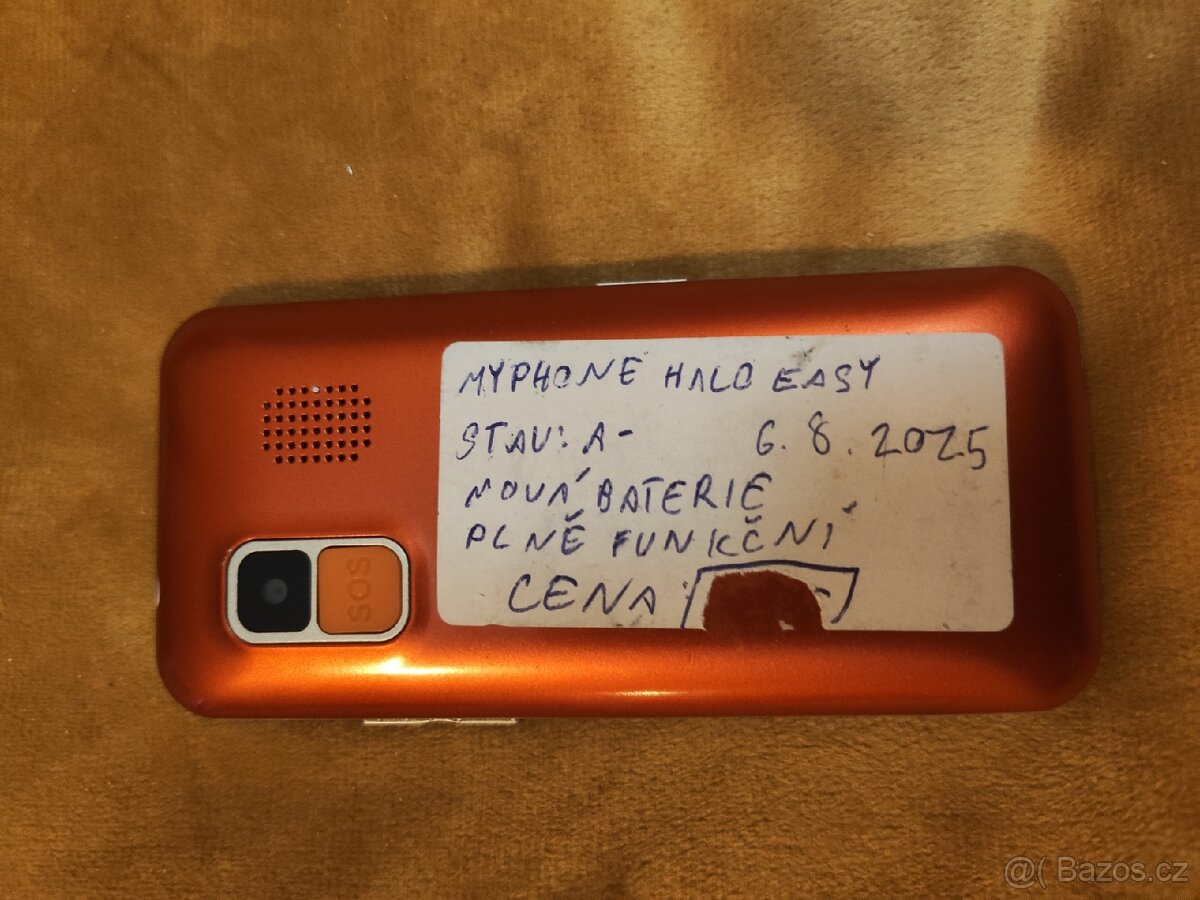 MYPHONE HALO EASY
STAV: A- 6.8.2025
NOVÁ BATERIE
PLNĚ FUNKČNÍ
CENA:
SOS
@( Bazos.cz